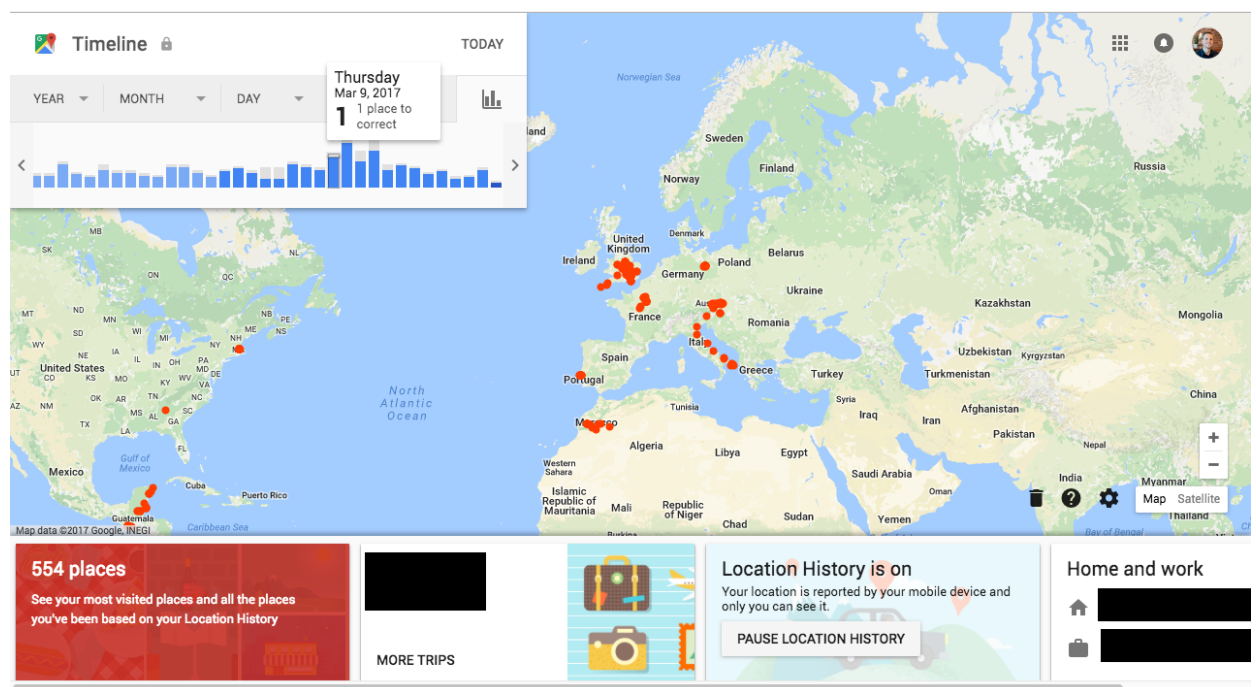 Timeline
TODAY
Thursday
Mar 9, 2017
1 1 place to
correct
YEAR
MONTH
DAY
Norwegian Sea
land
Sweden
Finland
Russia
Norway
MB
SK
NL
United
Kingdom
Denmark
Ireland
Belarus
Poland
Germany
ON
QC
Ukraine
Kazakhstan
Mongolia
MT
ND
MN
NB
PE
France
Romania
SD
WI
MI
NH
ME
NS
WY
NY
Italy
Uzbekistan
Kyrgyzstan
NE
IA
IL
IN
OH
PA
MD
DE
United States
Spain
Greece
Turkey
Turkmenistan
UT
CO
KS
MO
KY
WV
VA
Portugal
North
Atlantic
Ocean
China
AZ
NM
OK
AR
TN
NC
Tunisia
Syria
Afghanistan
MS
AL
SC
GA
Iraq
Iran
TX
LA
Morocco
Pakistan
FL
Algeria
Libya
Egypt
Nepal
Gulf of
Mexico
Western
Sahara
Mexico
Cuba
Saudi Arabia
India
Myanmar
Puerto Rico
Islamic
Republic of
Mauritania
Oman
Map
Satellite
Mali
Republic
of Niger
Thailand
Guatemala
Sudan
Yemen
Chad
Map data ©2017 Google, INEGI
Caribbean Sea
Burkina
Bay of Bengal
554 places
See your most visited places and all the places
you've been based on your Location History
MORE TRIPS
Location History is on
Your location is reported by your mobile device and
only you can see it.
PAUSE LOCATION HISTORY
Home and work